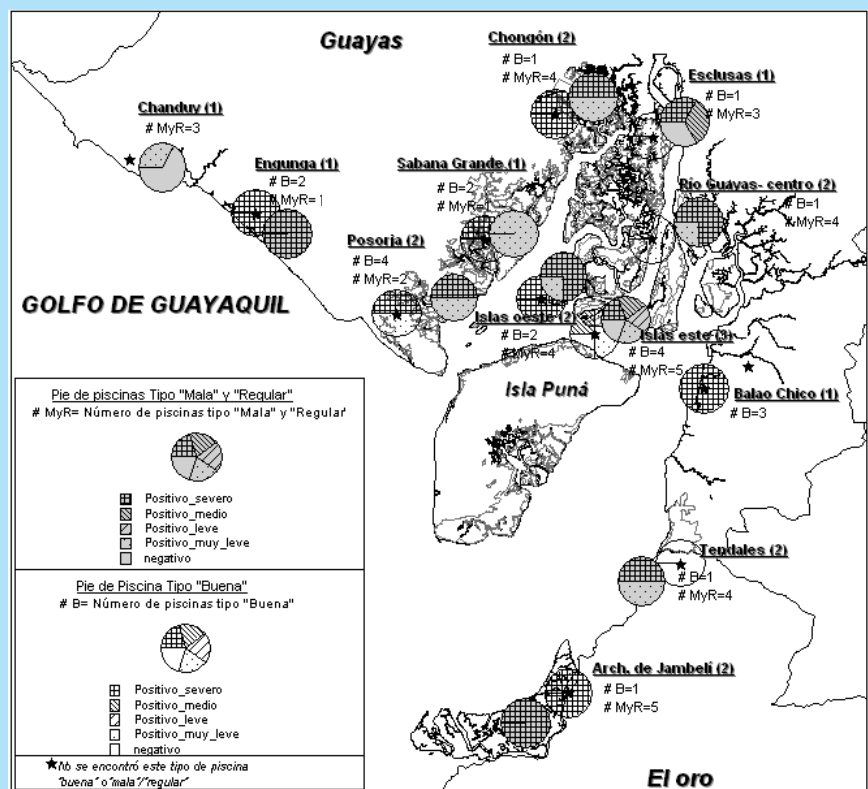 Guayas
Chongón (2)
# B=1
# MyR=4
Esclusas (1)
# B=1
# MyR=3
Chanduy (1)
# MyR=3
Engunga (1)
# B=2
# MyR=1
Sabana Grande (1)
# B=2
# MyR=1
Río Guayas- centro (2)
# B=1
# MyR=4
Posorja (2)
# B=4
# MyR=2
GOLFO DE GUAYAQUIL
Islas oeste (2)
# B=2
# MyR=4
Islas este (3)
# B=4
# MyR=5
Isla Puná
Balao Chico (1)
# B=3
Pie de piscinas Tipo "Mala" y "Regular"
# MyR= Número de piscinas tipo "Mala" y "Regular'
Positivo_severo
Positivo_medio
Positivo_leve
Positivo_muy_leve
negativo
Pie de Piscina Tipo "Buena"
# B= Número de piscinas tipo "Buena"
Positivo_severo
Positivo_medio
Positivo_leve
Positivo_muy_leve
negativo
No se encontró este tipo de piscina
"buena" o "mala"/"regular"
Tendales (2)
# B=1
# MyR=4
Arch. de Jambelí (2)
# B=1
# MyR=5
El oro